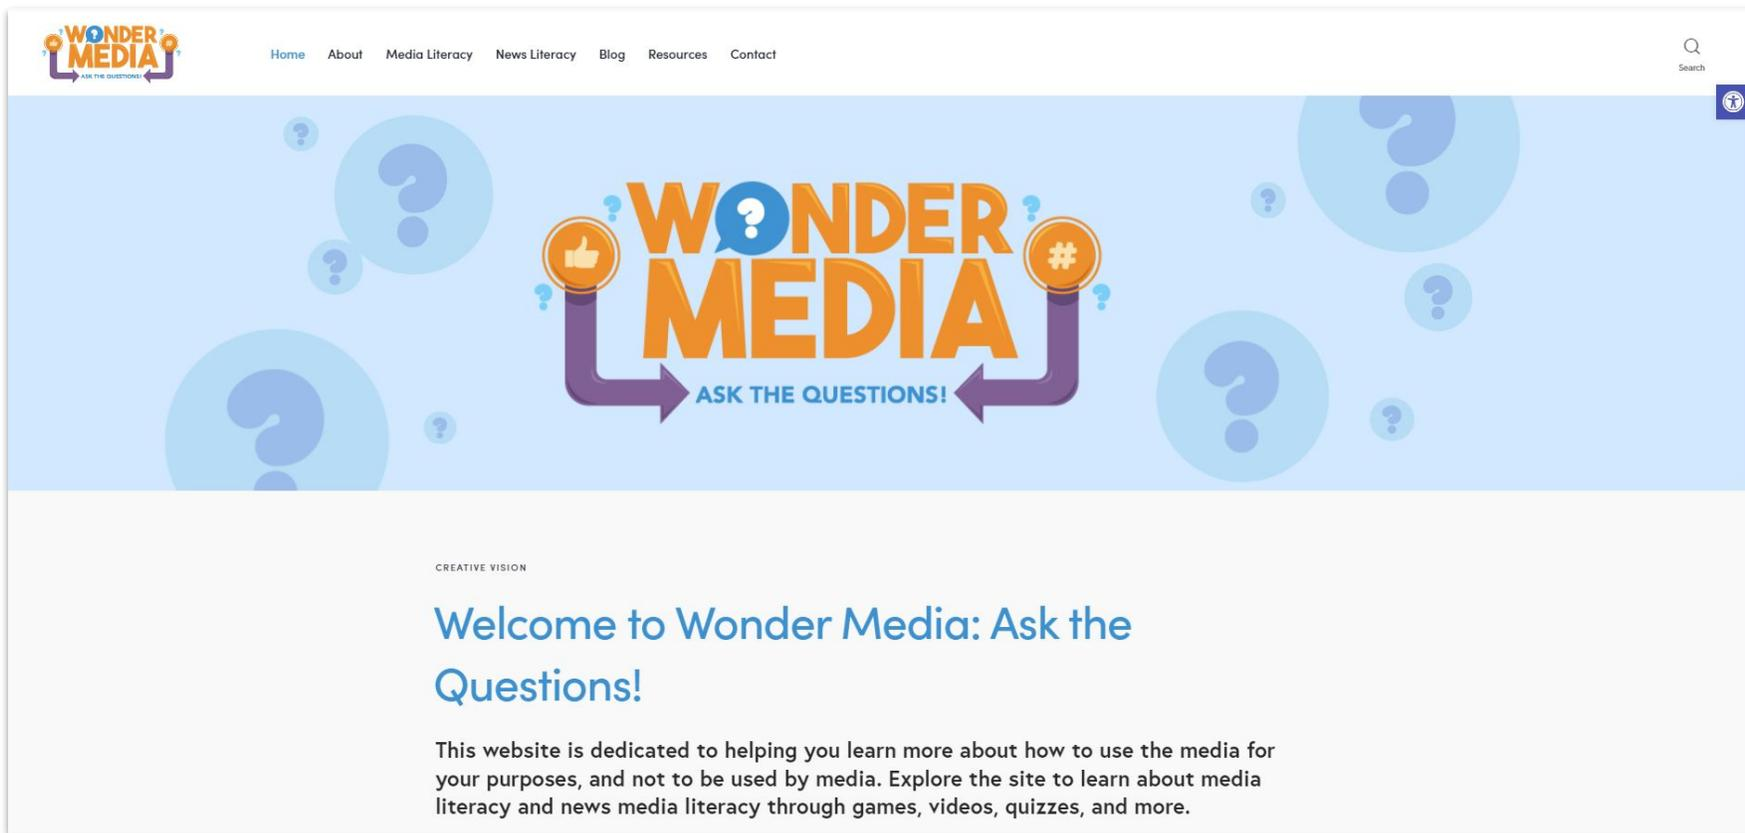 WONDER
MEDIA
ASK THE QUESTIONS!
Home About Media Literacy News Literacy Blog Resources Contact
Search
? ? ? ? ? ?
WONDER
MEDIA
#
ASK THE QUESTIONS!
CREATIVE VISION
Welcome to Wonder Media: Ask the
Questions!
This website is dedicated to helping you learn more about how to use the media for
your purposes, and not to be used by media. Explore the site to learn about media
literacy and news media literacy through games, videos, quizzes, and more.